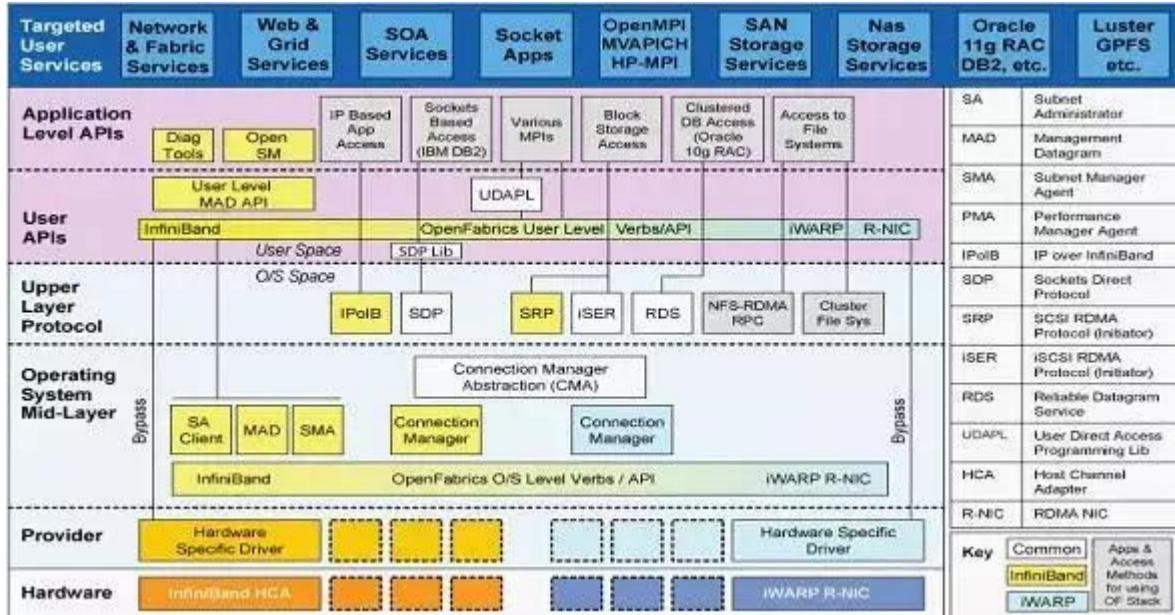 Targeted
User
Services
Network
& Fabric
Services
Web &
Grid
Services
SOA
Services
Socket
Apps
OpenMPI
MVAPICH
HP-MPI
SAN
Storage
Services
Nas
Storage
Services
Oracle
11g RAC
DB2, etc.
Luster
GPFS
etc.
Application
Level APIs
Diag
Tools
Open
SM
IP Based
App
Access
Sockets
Based
Access
(IBM DB2)
Various
MPIs
Block
Storage
Access
Clustered
DB Access
(Oracle
10g RAC)
Access to
File
Systems
User Level
MAD API
UDAPL
User
APIs
InfiniBand OpenFabrics User Level Verbs/API iWARP R-NIC
User Space
SDP Lib
O/S Space
Upper
Layer
Protocol
IPoIB
SDP
SRP
iSER
RDS
NFS-RDMA
RPC
Cluster
File Sys
Operating
System
Mid-Layer
Connection Manager
Abstraction (CMA)
Bypass
SA
Client
MAD
SMA
Connection
Manager
Connection
Manager
Bypass
InfiniBand OpenFabrics O/S Level Verbs / API iWARP R-NIC
Provider
Hardware
Specific Driver
Hardware Specific
Driver
Hardware
InfiniBand HCA
iWARP R-NIC
SA Subnet
Administrator
MAD Management
Datagram
SMA Subnet Manager
Agent
PMA Performance
Manager Agent
IPoIB IP over InfiniBand
SDP Sockets Direct
Protocol
SRP SCSI RDMA
Protocol (Initiator)
iSER iSCSI RDMA
Protocol (Initiator)
RDS Reliable Datagram
Service
UDAPL User Direct Access
Programming Lib
HCA Host Channel
Adapter
R-NIC RDMA NIC
Key
Common
InfiniBand
iWARP
Apps &
Access
Methods
for using
OF Stack